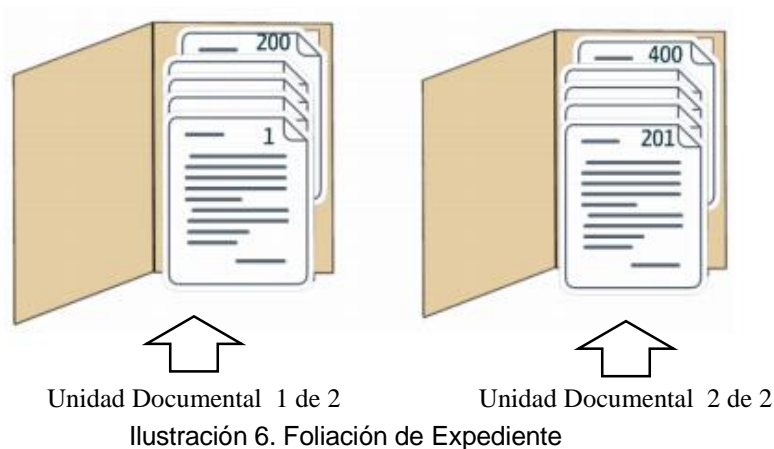 200
1
400
201
Unidad Documental 1 de 2
Unidad Documental 2 de 2
Ilustración 6. Foliación de Expediente